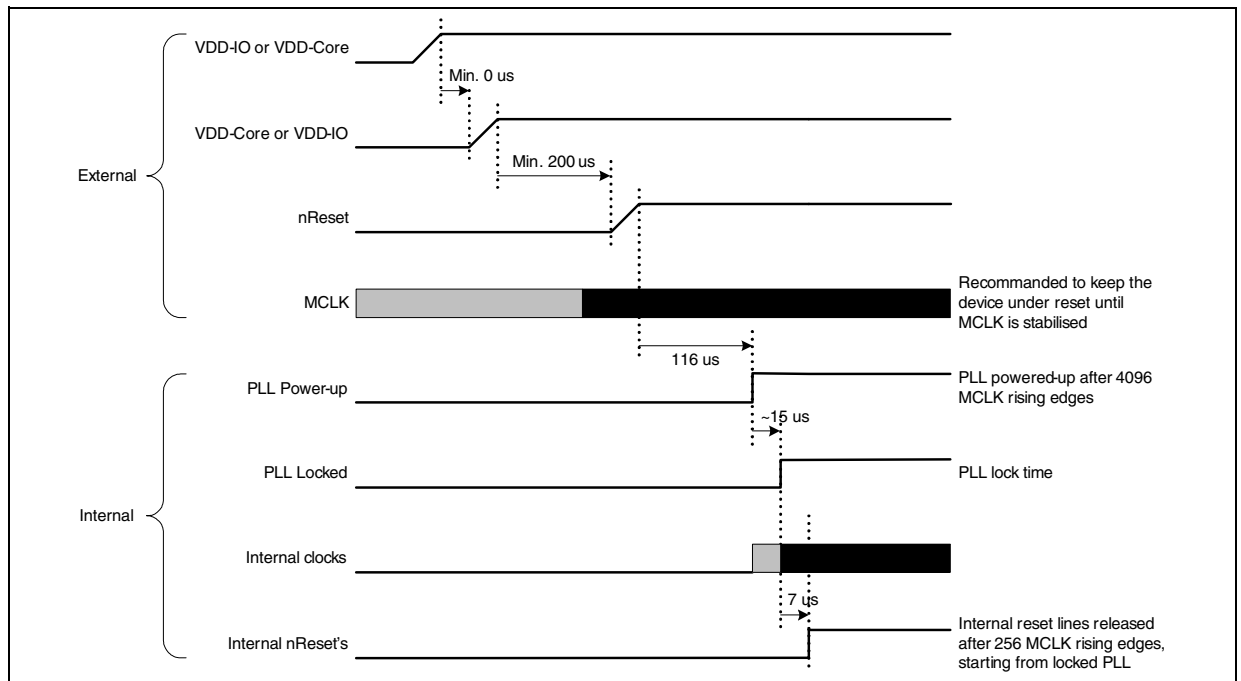 VDD-IO or VDD-Core
Min. 0 us
VDD-Core or VDD-IO
Min. 200 us
External
nReset
MCLK
Recommanded to keep the
device under reset until
MCLK is stabilised
116 us
PLL Power-up
PLL powered-up after 4096
MCLK rising edges
~15 us
PLL Locked
PLL lock time
Internal
Internal clocks
7 us
Internal nReset's
Internal reset lines released
after 256 MCLK rising edges,
starting from locked PLL